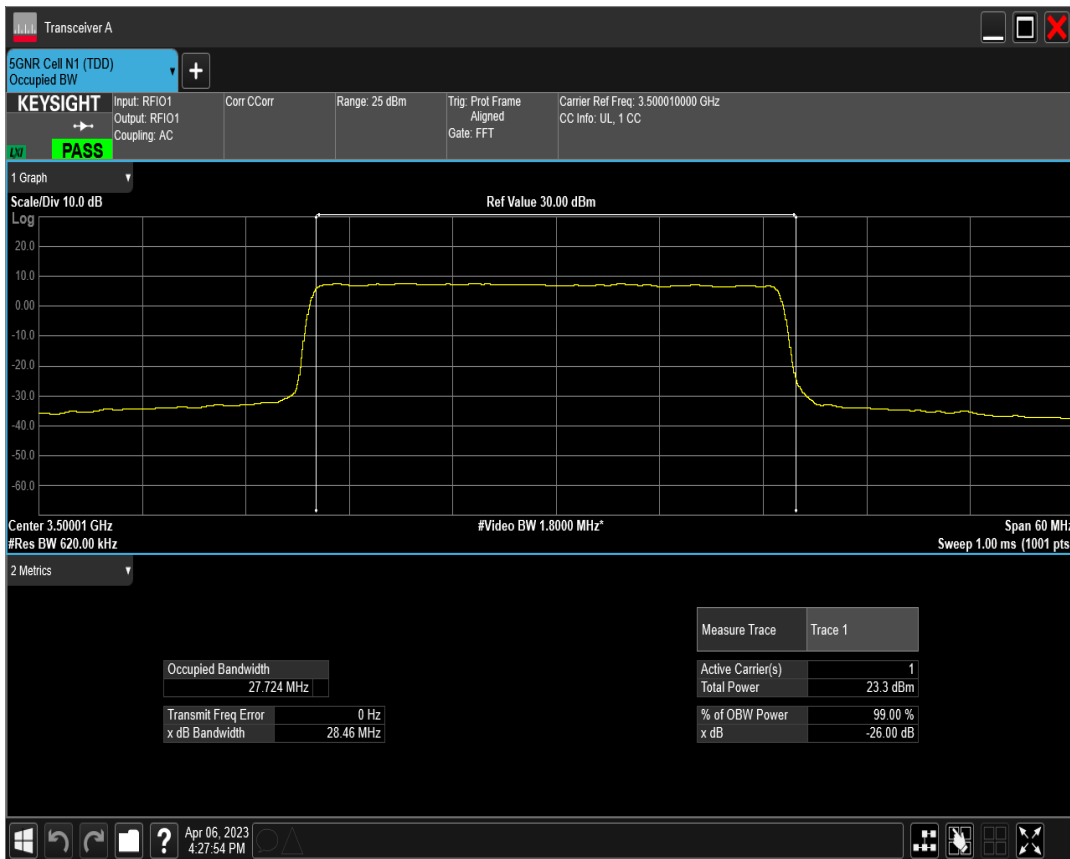 Transceiver A
5GNR Cell N1 (TDD)
Occupied BW
+
KEYSIGHT
LXI
PASS
Input: RFIO1
Output: RFIO1
Coupling: AC
Corr CCorr
Range: 25 dBm
Trig: Prot Frame
Aligned
Gate: FFT
Carrier Ref Freq: 3.500010000 GHz
CC Info: UL, 1 CC
1 Graph
Scale/Div 10.0 dB
Ref Value 30.00 dBm
Log
20.0
10.0
0.00
-10.0
-20.0
-30.0
-40.0
-50.0
-60.0
Center 3.50001 GHz
#Video BW 1.8000 MHz*
Span 60 MHz
#Res BW 620.00 kHz
Sweep 1.00 ms (1001 pts
2 Metrics
Measure Trace Trace 1
Occupied Bandwidth
27.724 MHz
Active Carrier(s) 1
Total Power 23.3 dBm
Transmit Freq Error 0 Hz
x dB Bandwidth 28.46 MHz
% of OBW Power 99.00 %
x dB -26.00 dB
?
Apr 06, 2023
4:27:54 PM